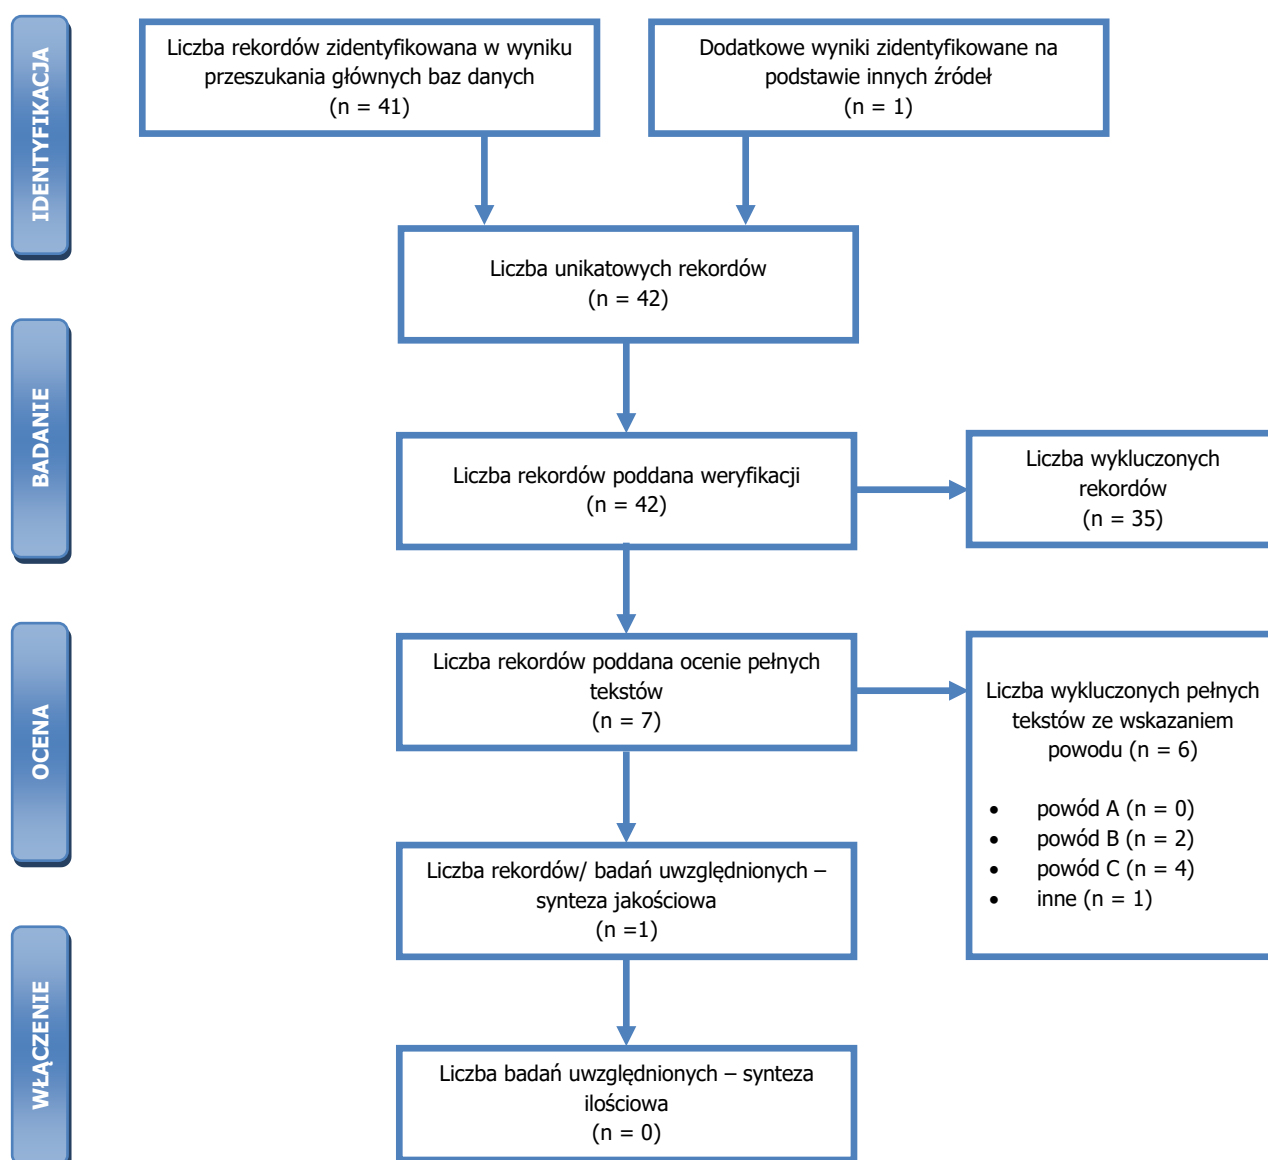 IDENTYFIKACJA
Liczba rekordów zidentyfikowana w wyniku
przeszukania głównych baz danych
(n = 41)
Dodatkowe wyniki zidentyfikowane na
podstawie innych źródeł
(n = 1)
Liczba unikatowych rekordów
(n = 42)
BADANIE
Liczba rekordów poddana weryfikacji
(n = 42)
Liczba wykluczonych
rekordów
(n = 35)
OCENA
Liczba rekordów poddana ocenie pełnych
tekstów
(n = 7)
Liczba wykluczonych pełnych
tekstów ze wskazaniem
powodu (n = 6)
• powód A (n = 0)
• powód B (n = 2)
• powód C (n = 4)
• inne (n = 1)
Liczba rekordów/ badań uwzględnionych –
synteza jakościowa
(n =1)
WŁĄCZENIE
Liczba badań uwzględnionych – synteza
ilościowa
(n = 0)